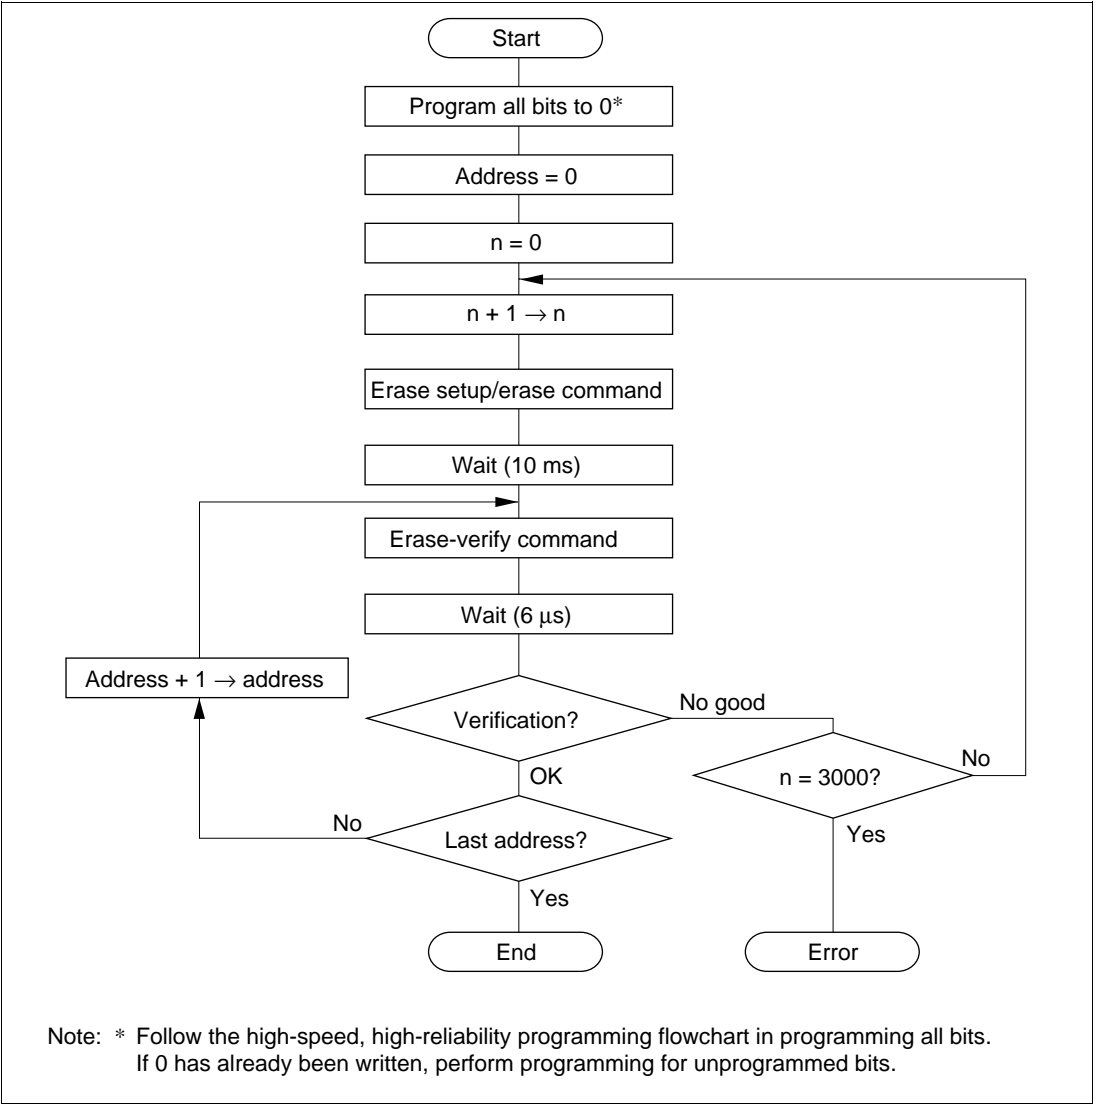 Start
Program all bits to 0*
Address = 0
n = 0
n + 1 → n
Erase setup/erase command
Wait (10 ms)
Erase-verify command
Wait (6 μs)
Address + 1 → address
Verification?
No good
OK
n = 3000?
No
Last address?
No
Yes
Yes
End
Error
Note: * Follow the high-speed, high-reliability programming flowchart in programming all bits.
If 0 has already been written, perform programming for unprogrammed bits.